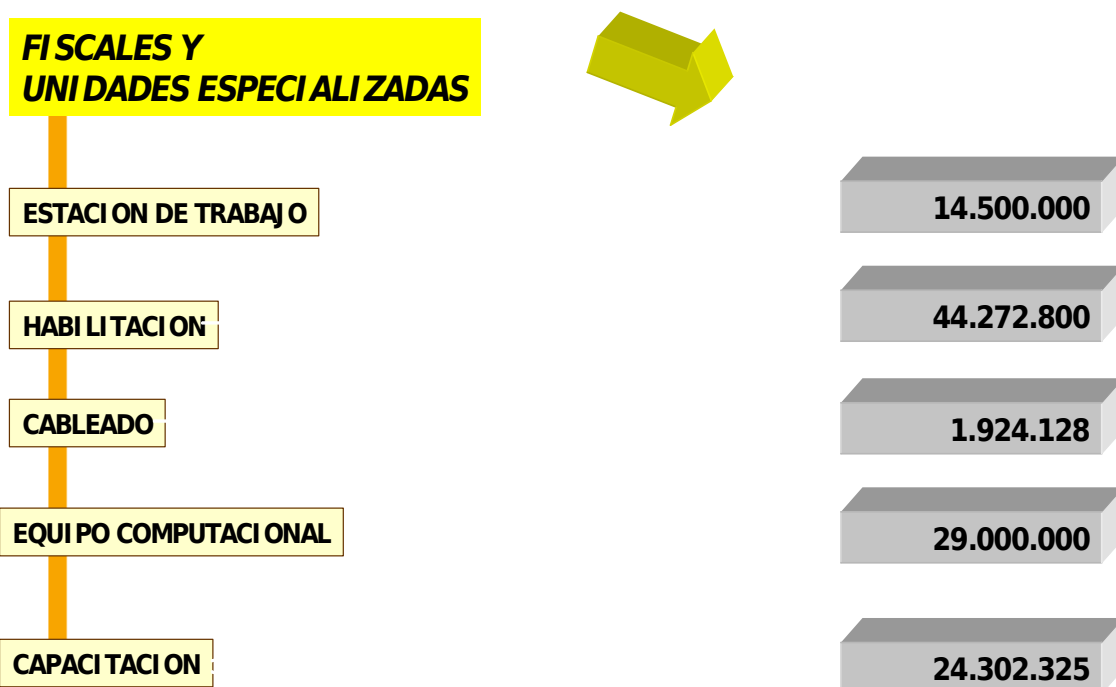 FISCALES Y
UNIDADES ESPECIALIZADAS
ESTACION DE TRABAJO
14.500.000
HABILITACION
44.272.800
CABLEADO
1.924.128
EQUIPO COMPUTACIONAL
29.000.000
CAPACITACION
24.302.325